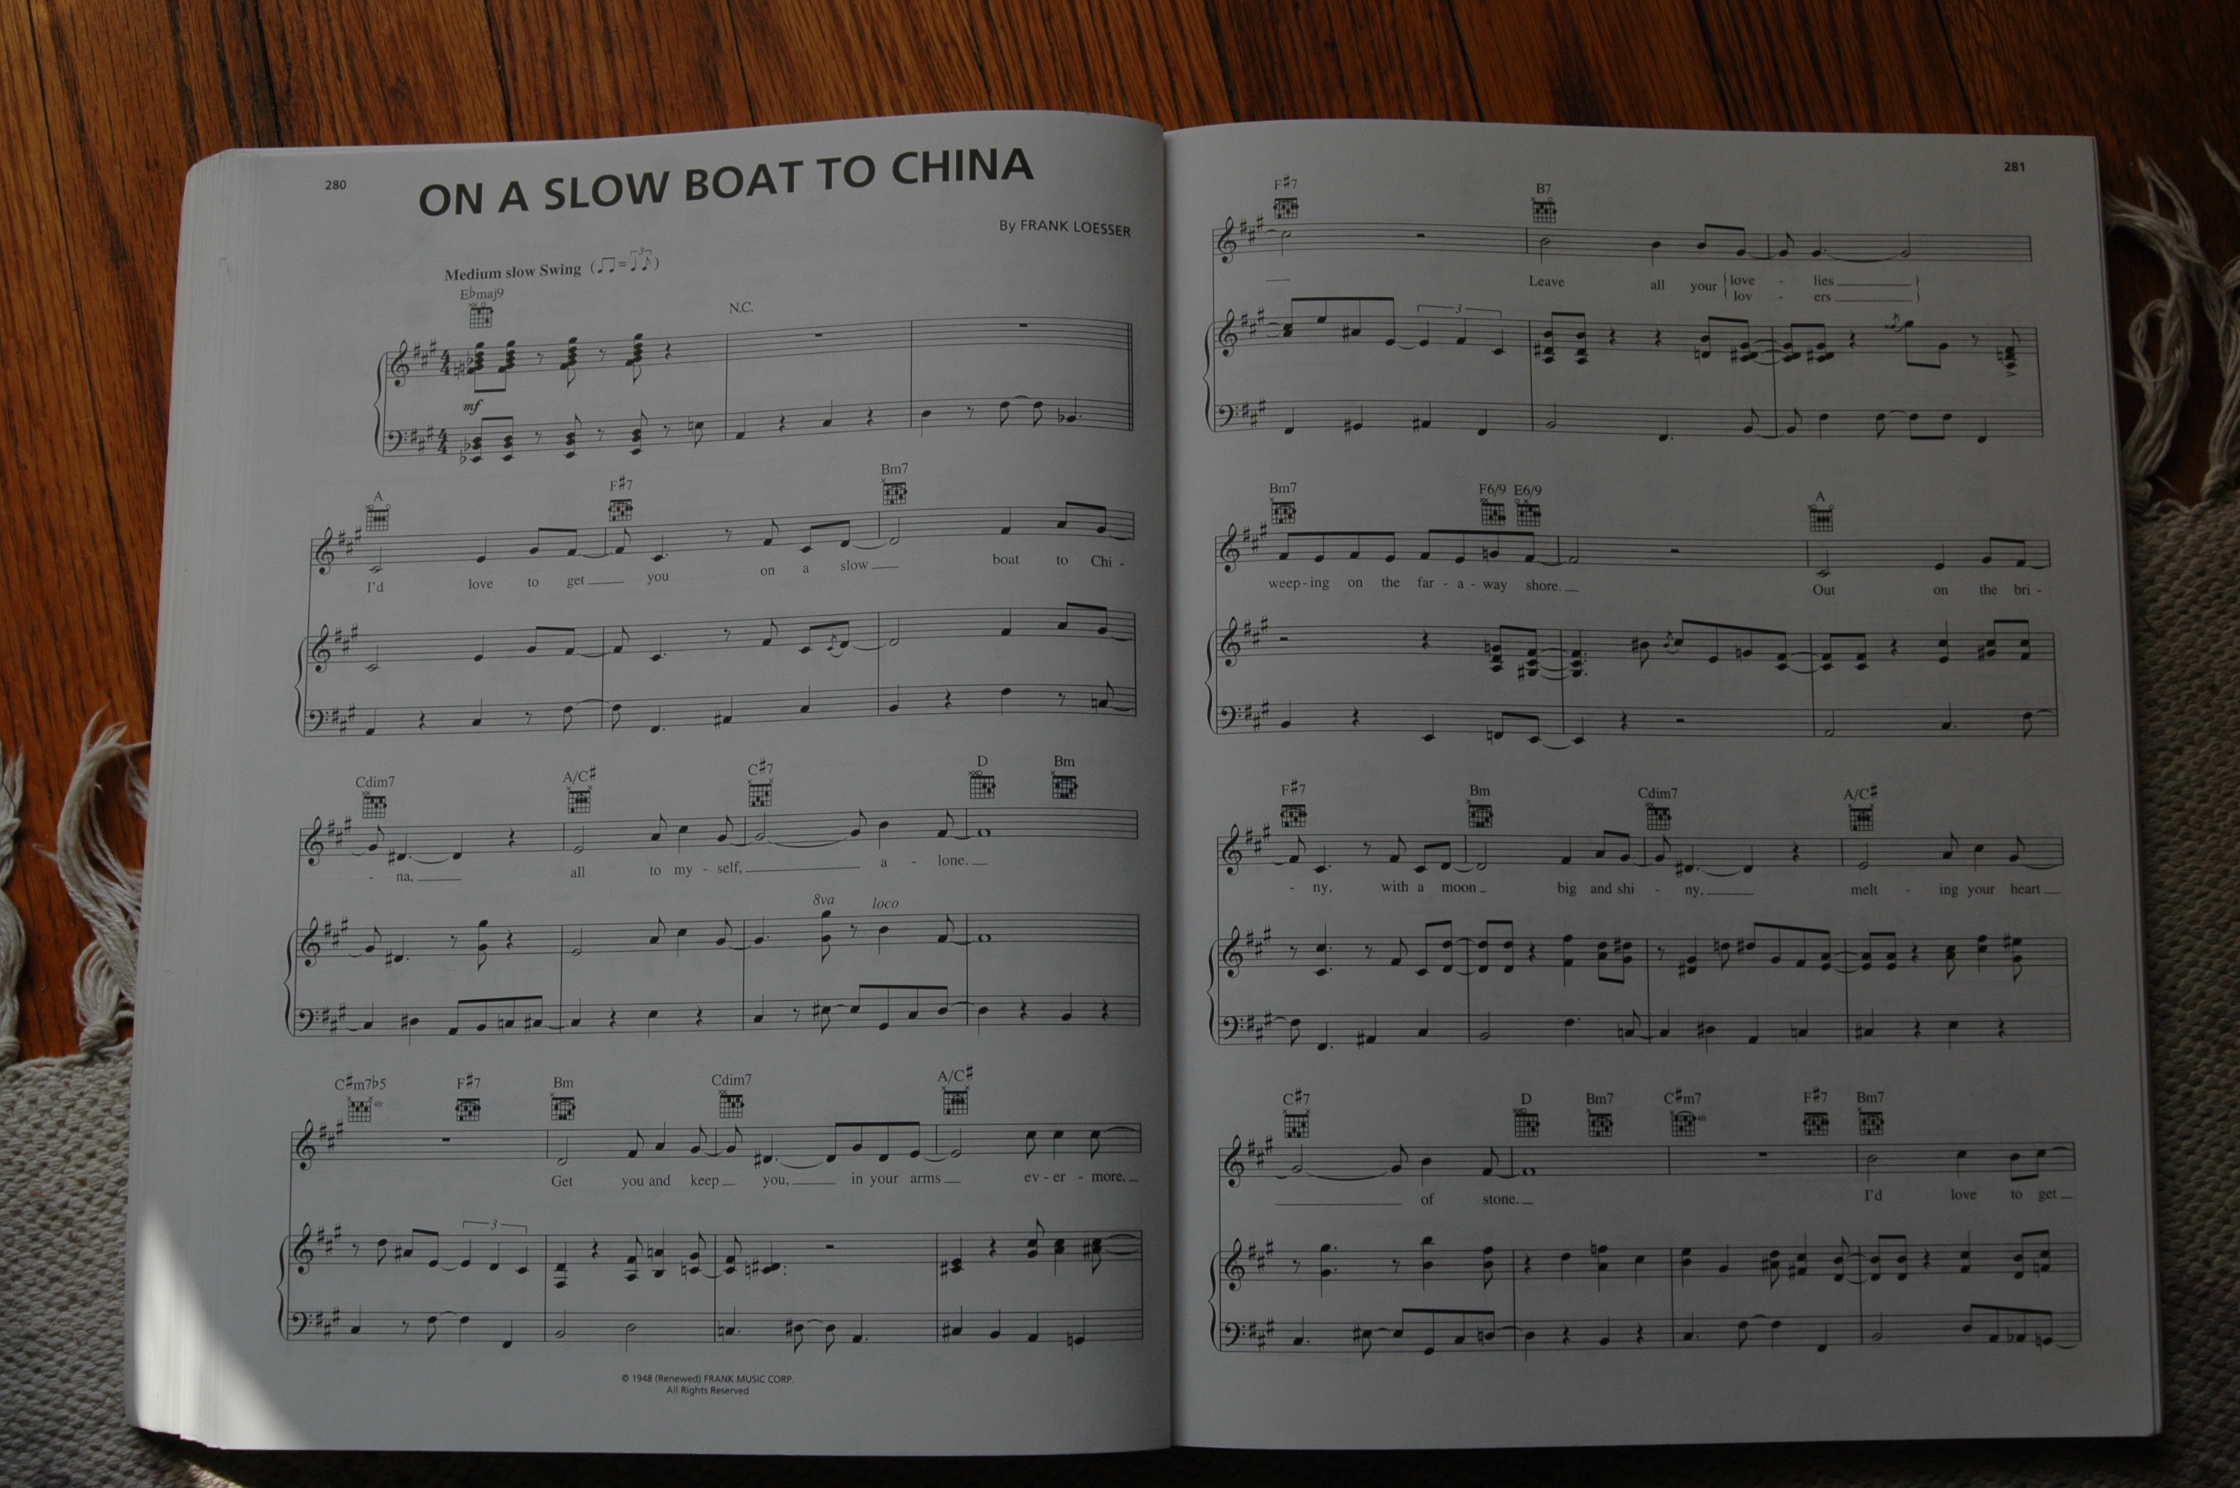 280
ON A SLOW BOAT TO CHINA
By FRANK LOESSER
Medium slow Swing
E♭maj9
N.C.
mf
A F♯7 Bm7
I'd love to get you on a slow boat to Chi -
Cdim7 A/C♯ C♯7 D Bm
- na, all to my - self, a - lone.
8va loco
C♯m7♭5 F♯7 Bm Cdim7 A/C♯
4fr
Get you and keep you, in your arms ev - er - more,
3
© 1948 (Renewed) FRANK MUSIC CORP.
All Rights Reserved
281
F♯7 B7
Leave all your love - lies
lov - ers
3
Bm7 F6/9 E6/9 A
weep - ing on the far - a - way shore. Out on the bri -
F♯7 Bm Cdim7 A/C♯
- ny, with a moon big and shi - ny, melt - ing your heart
C♯7 D Bm7 C♯m7 F♯7 Bm7
4fr
of stone. I'd love to get